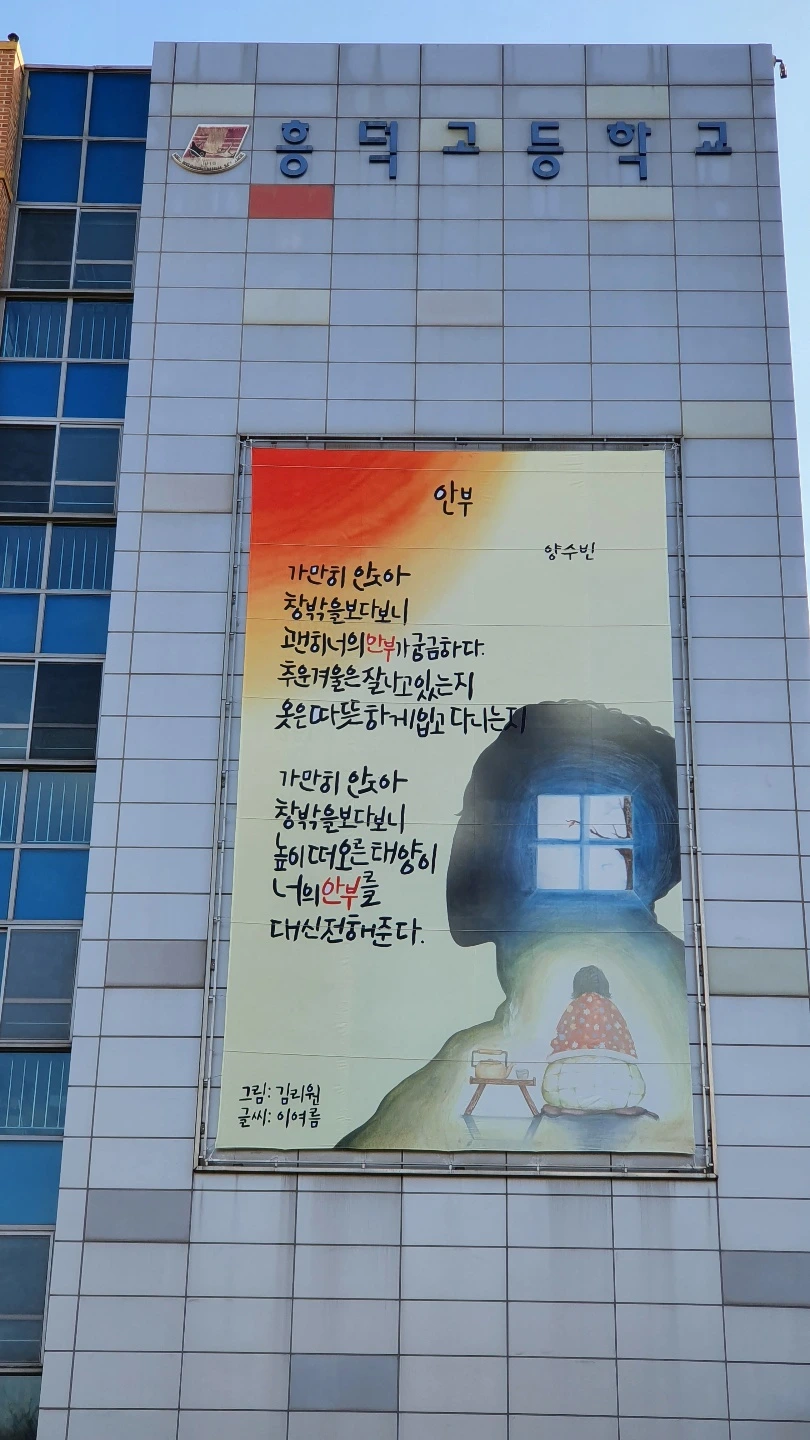 흥덕고등학교
안부
양수빈
가만히 앉아
창밖을 보다보니
괜히 너의 안부가 궁금하다.
추운 겨울은 잘 나고 있는지
옷은 따뜻하게 입고 다니는지
가만히 앉아
창밖을 보다보니
높이 떠오른 태양이
너의 안부를
대신 전해준다.
그림: 김리원
글씨: 이여름